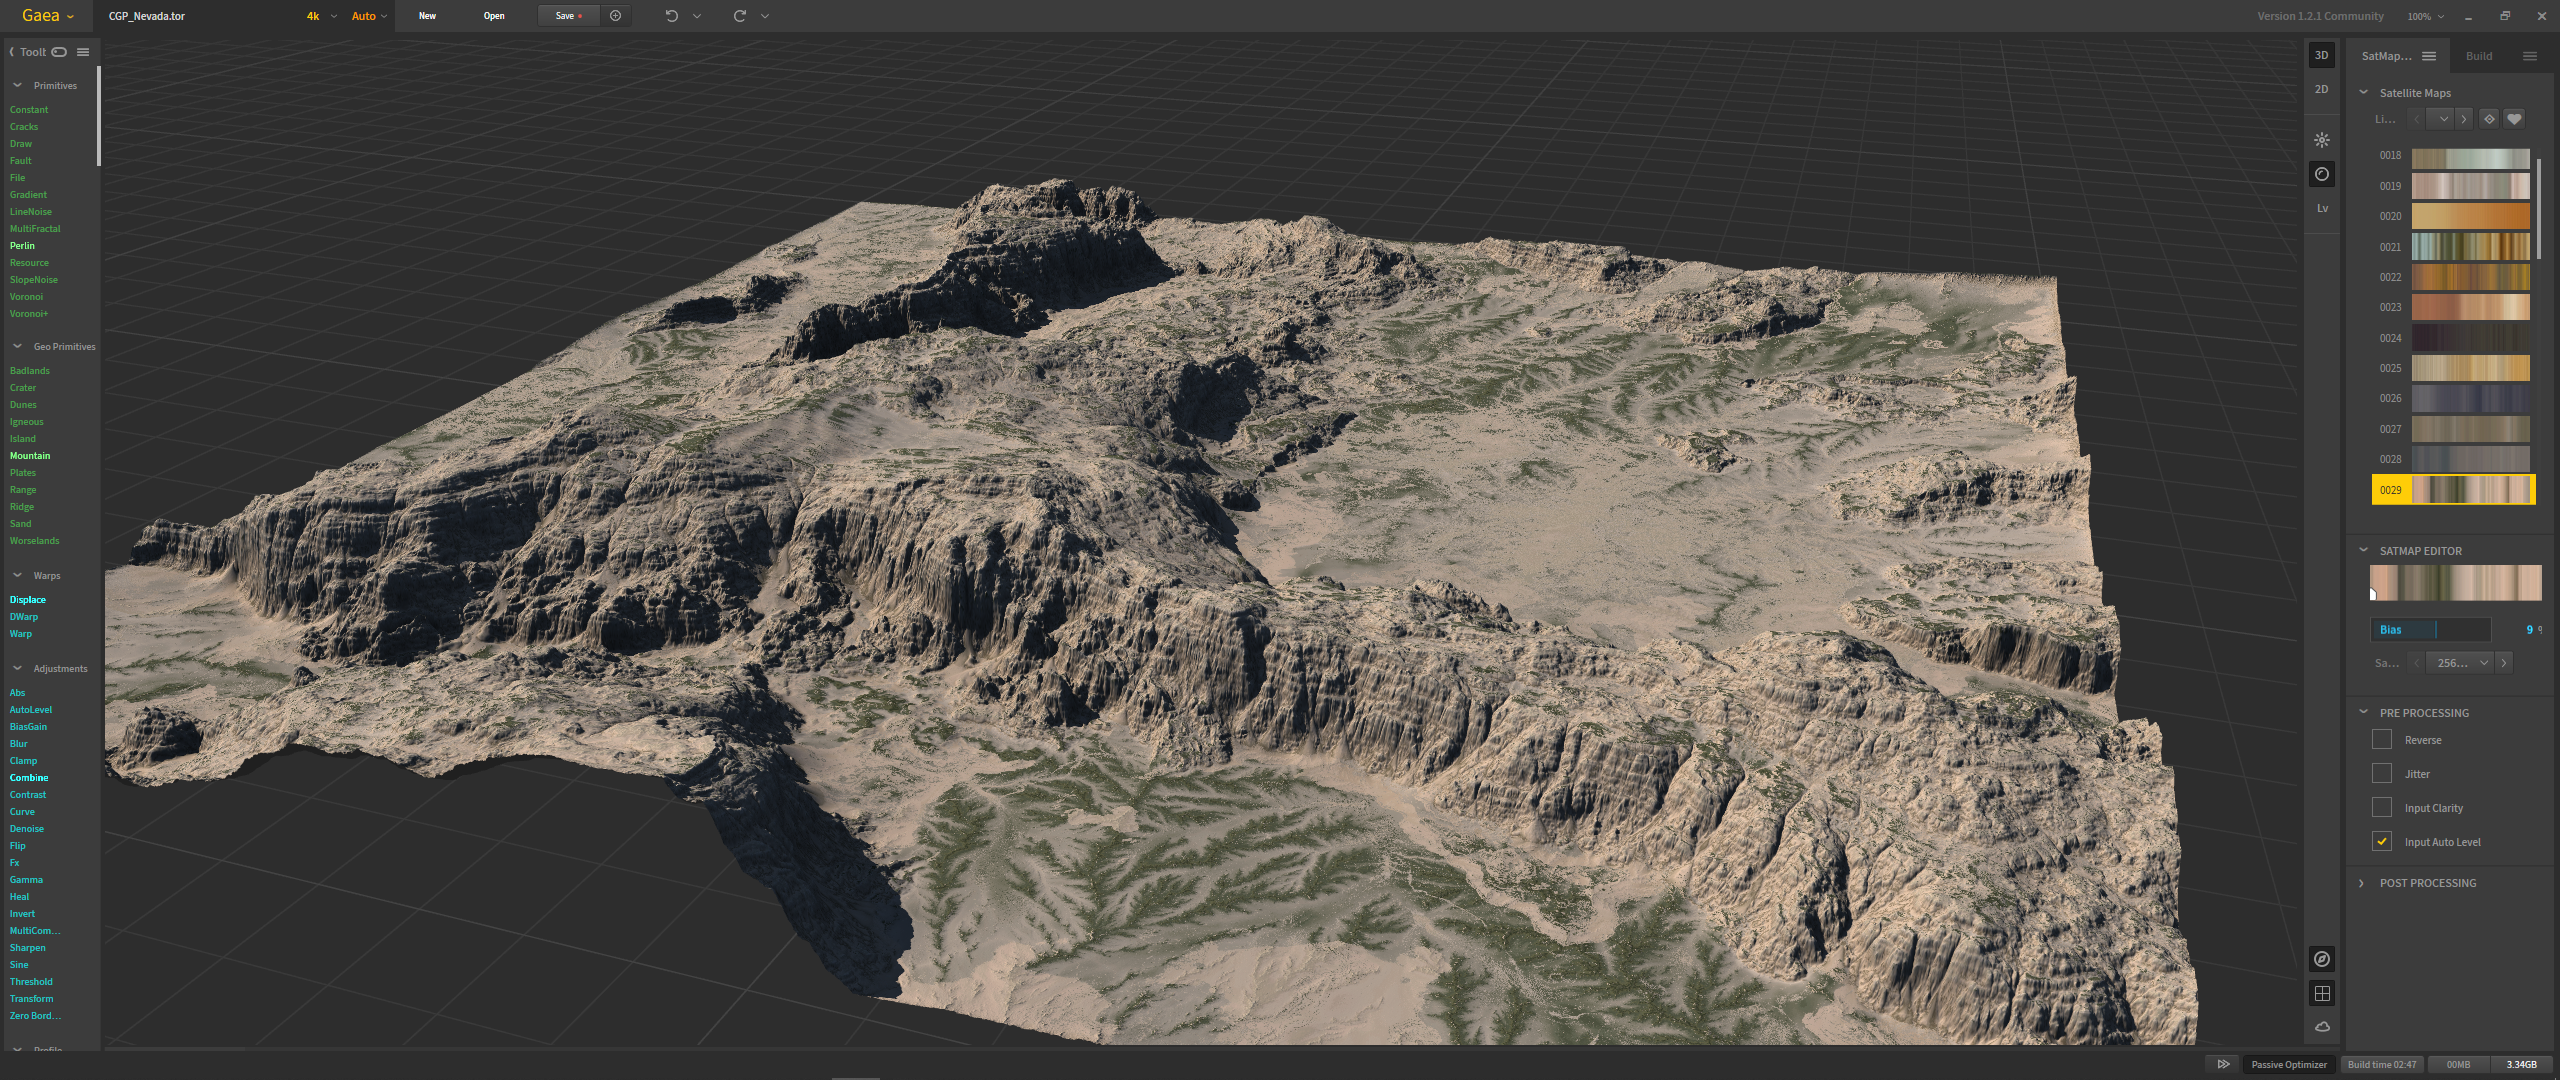 Gaea
CGP_Nevada.tor
4k
Auto
New
Open
Save
Version 1.2.1 Community
100%
Primitives
Constant
Cracks
Draw
Fault
File
Gradient
LineNoise
MultiFractal
Perlin
Resource
SlopeNoise
Voronoi
Voronoi+
Geo Primitives
Badlands
Crater
Dunes
Igneous
Island
Mountain
Plates
Range
Ridge
Sand
Worselands
Warps
Displace
DWarp
Warp
Adjustments
Abs
AutoLevel
BiasGain
Blur
Clamp
Combine
Contrast
Curve
Denoise
Flip
Fx
Gamma
Heal
Invert
MultiCom...
Sharpen
Sine
Threshold
Transform
Zero Bord...
3D
2D
Lv
SatMap...
Build
Satellite Maps
Li...
0018
0019
0020
0021
0022
0023
0024
0025
0026
0027
0028
0029
SATMAP EDITOR
Bias 9
Sa... 256...
PRE PROCESSING
Reverse
Jitter
Input Clarity
Input Auto Level
POST PROCESSING
Passive Optimizer
Build time 02:47
00MB
3.34GB